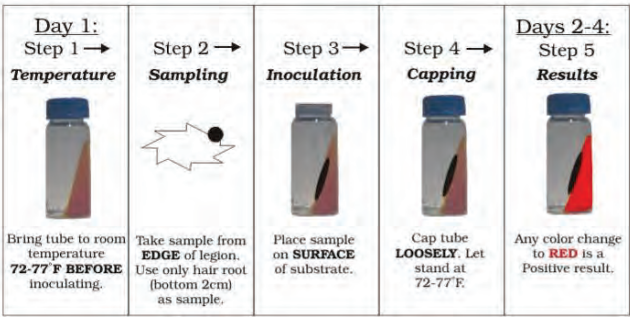 Day 1:
Step 1 →
Temperature
Bring tube to room
temperature
72-77°F BEFORE
inoculating.
Step 2 →
Sampling
Take sample from
EDGE of legion.
Use only hair root
(bottom 2cm)
as sample.
Step 3 →
Inoculation
Place sample
on SURFACE
of substrate.
Step 4 →
Capping
Cap tube
LOOSELY. Let
stand at
72-77°F.
Days 2-4:
Step 5
Results
Any color change
to RED is a
Positive result.